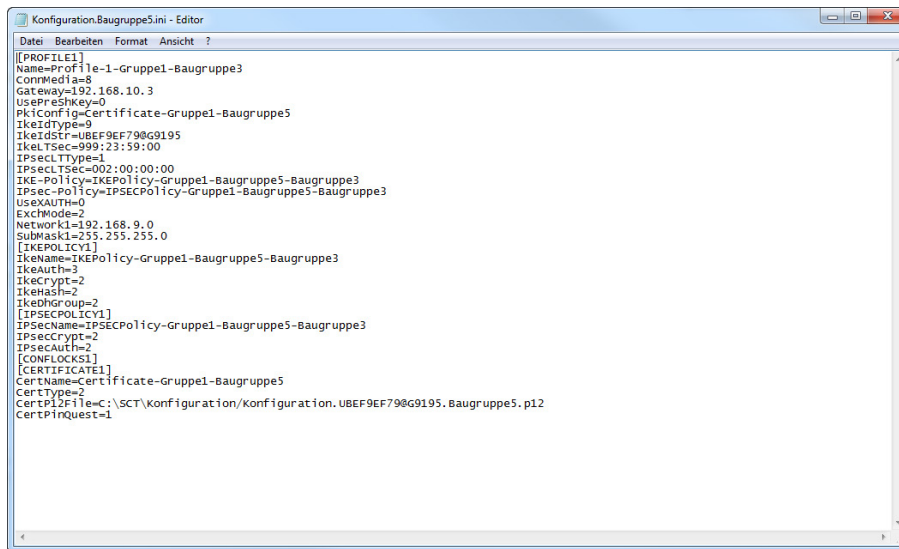 Konfiguration.Baugruppe5.ini - Editor
Datei Bearbeiten Format Ansicht ?
[PROFILE1]
Name=Profile-1-Gruppe1-Baugruppe3
ConnMedia=8
Gateway=192.168.10.3
UsePreShKey=0
PkiConfig=Certificate-Gruppe1-Baugruppe5
IkeIdType=9
IkeIdStr=UBEF9EF79@G9195
IkeLTSec=999:23:59:00
IPsecLTType=1
IPsecLTSec=002:00:00:00
IKE-Policy=IKEPolicy-Gruppe1-Baugruppe5-Baugruppe3
IPsec-Policy=IPSECPolicy-Gruppe1-Baugruppe5-Baugruppe3
UseXAUTH=0
ExchMode=2
Network1=192.168.9.0
SubMask1=255.255.255.0
[IKEPOLICY1]
IkeName=IKEPolicy-Gruppe1-Baugruppe5-Baugruppe3
IkeAuth=3
IkeCrypt=2
IkeHash=2
IkeDhGroup=2
[IPSECPOLICY1]
IPSecName=IPSECPolicy-Gruppe1-Baugruppe5-Baugruppe3
IPsecCrypt=2
IPsecAuth=2
[CONFLOCKS1]
[CERTIFICATE1]
CertName=Certificate-Gruppe1-Baugruppe5
CertType=2
CertP12File=C:\SCT\Konfiguration/Konfiguration.UBEF9EF79@G9195.Baugruppe5.p12
CertPinQuest=1